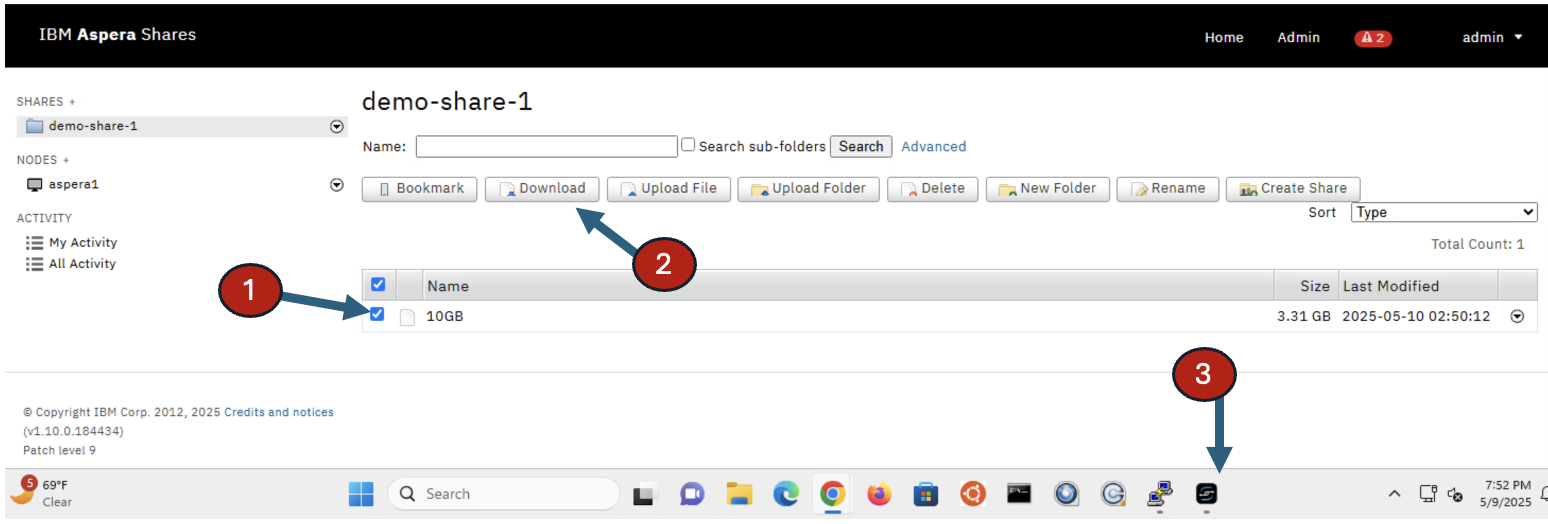 IBM Aspera Shares
Home Admin 2 admin
SHARES +
demo-share-1
NODES +
aspera1
ACTIVITY
My Activity
All Activity
demo-share-1
Name: Search sub-folders Search Advanced
Bookmark Download Upload File Upload Folder Delete New Folder Rename Create Share
Sort Type
Total Count: 1
2
1
Name Size Last Modified
10GB 3.31 GB 2025-05-10 02:50:12
3
© Copyright IBM Corp. 2012, 2025 Credits and notices
(v1.10.0.184434)
Patch level 9
5 69°F
Clear
Search
7:52 PM
5/9/2025